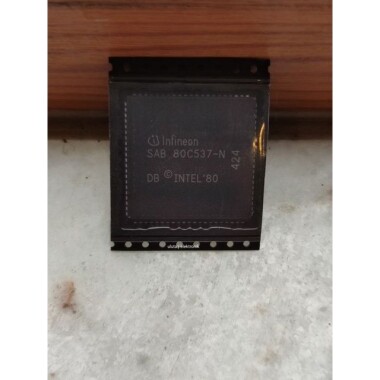 Infineon
SAB 80C537-N
DB © INTEL '80
424